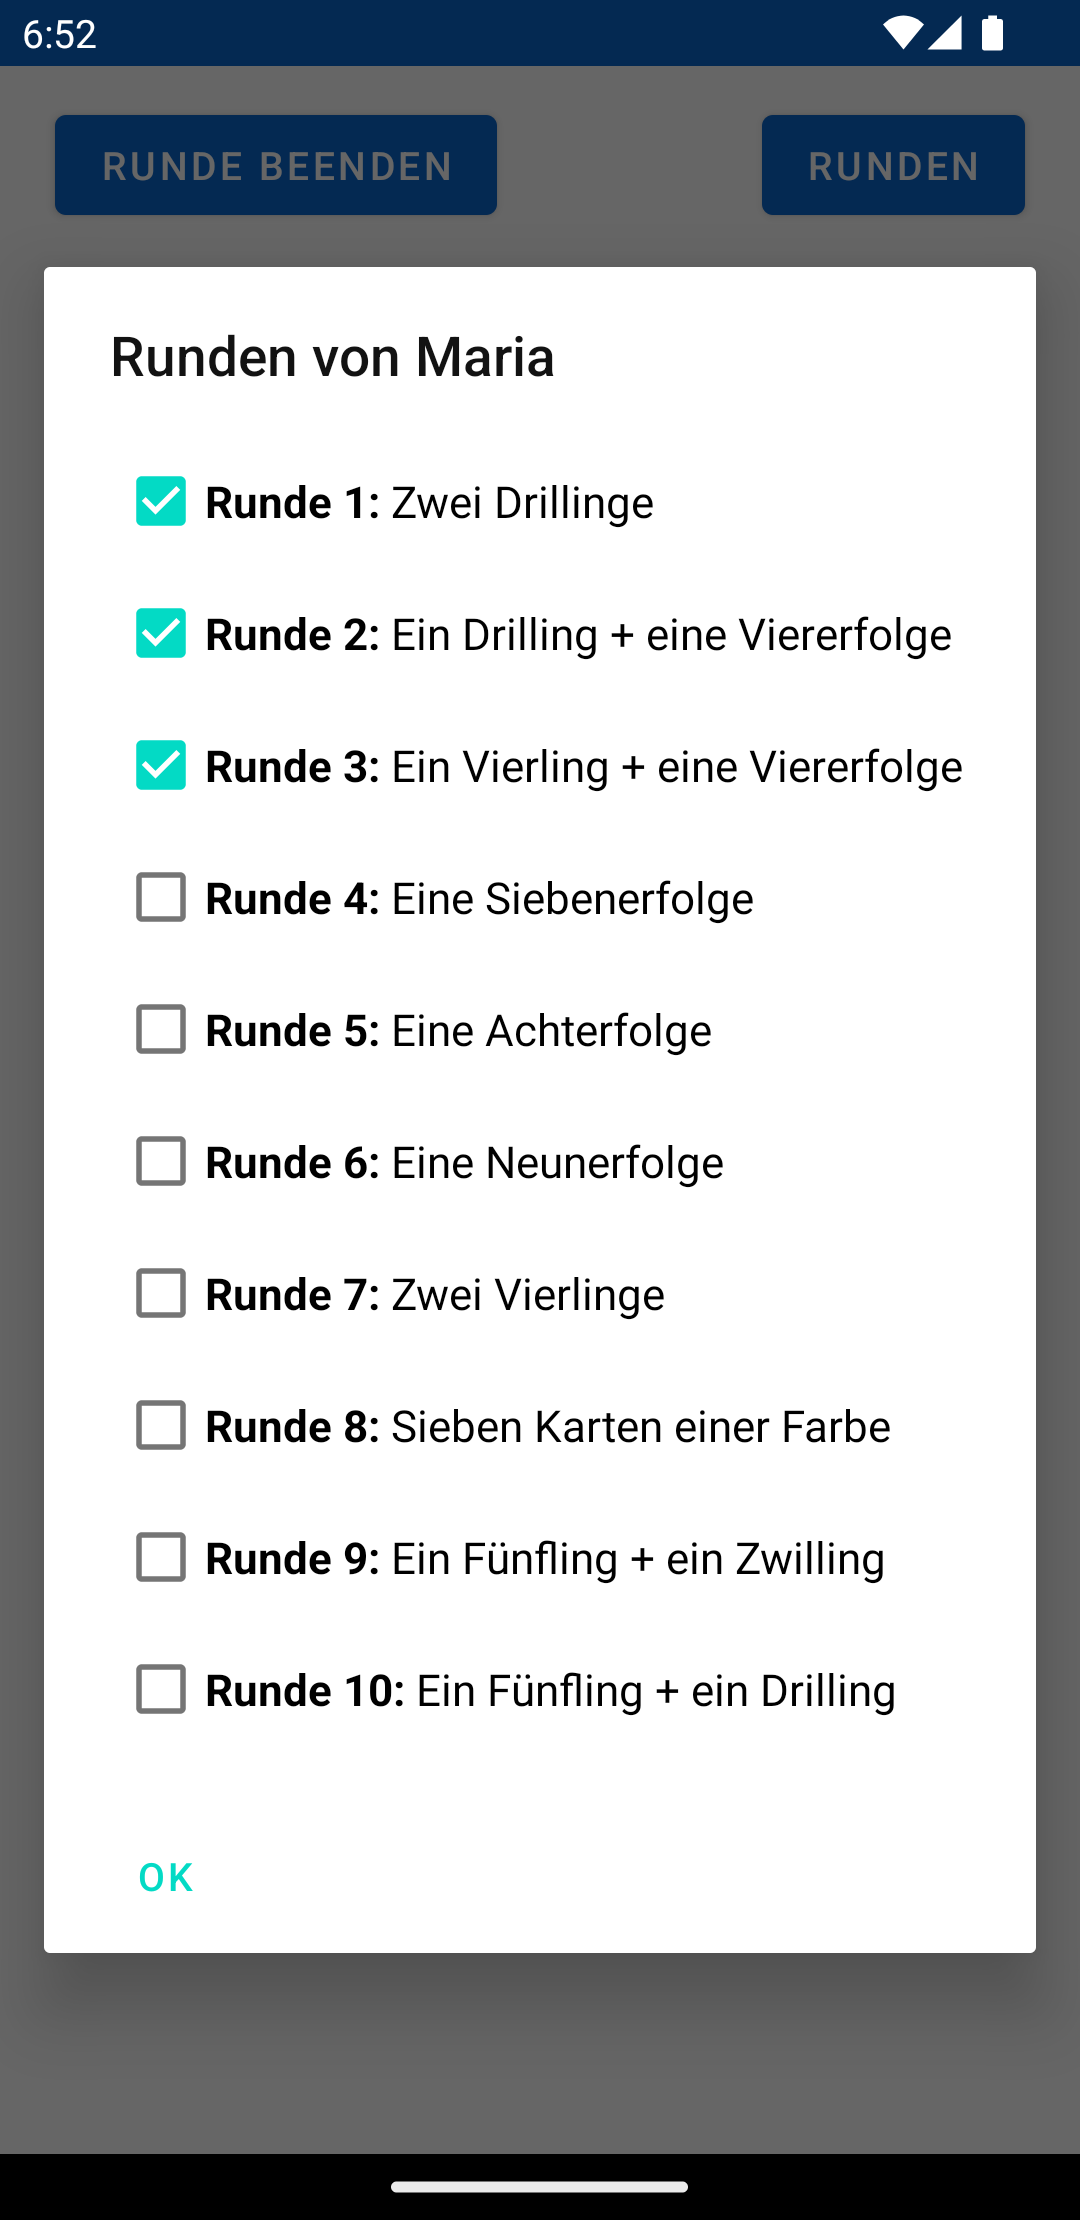 6:52
RUNDE BEENDEN
RUNDEN
Runden von Maria
Runde 1: Zwei Drillinge
Runde 2: Ein Drilling + eine Viererfolge
Runde 3: Ein Vierling + eine Viererfolge
Runde 4: Eine Siebenerfolge
Runde 5: Eine Achterfolge
Runde 6: Eine Neunerfolge
Runde 7: Zwei Vierlinge
Runde 8: Sieben Karten einer Farbe
Runde 9: Ein Fünfling + ein Zwilling
Runde 10: Ein Fünfling + ein Drilling
OK